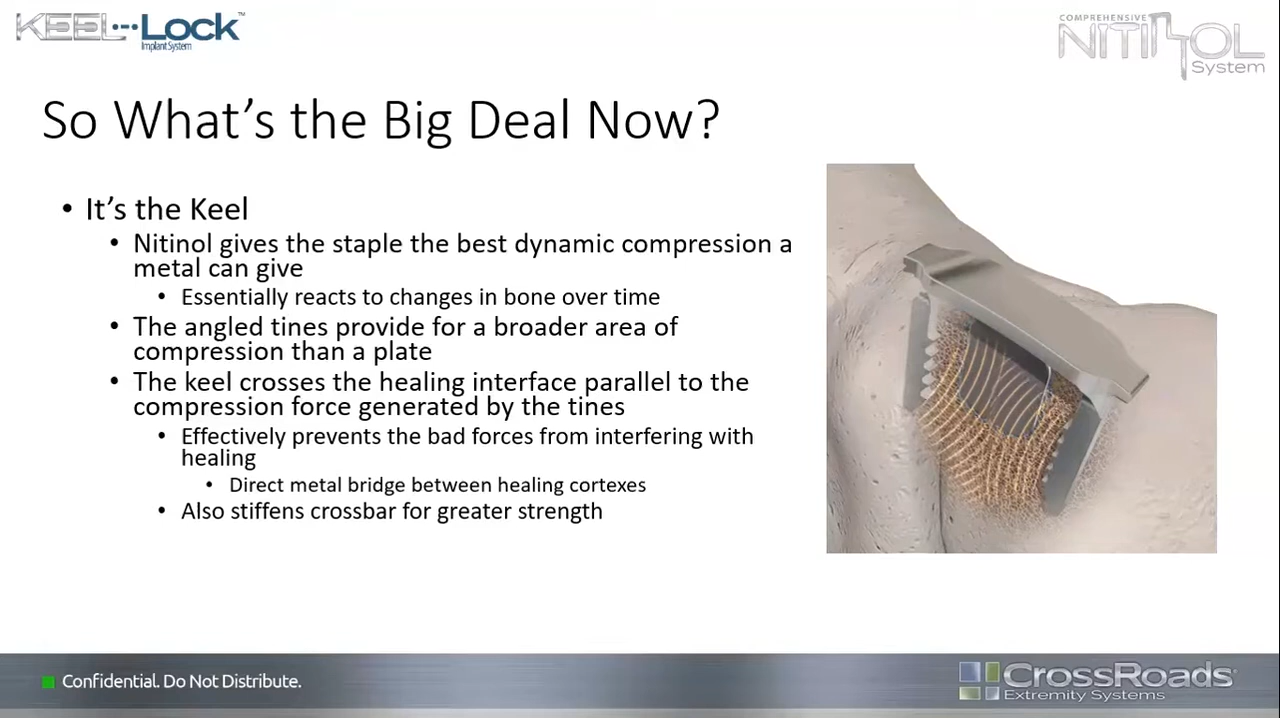 KEEL Lock™
Implant System
COMPREHENSIVE
NITINOL
System
So What's the Big Deal Now?
• It's the Keel
• Nitinol gives the staple the best dynamic compression a
metal can give
• Essentially reacts to changes in bone over time
• The angled tines provide for a broader area of
compression than a plate
• The keel crosses the healing interface parallel to the
compression force generated by the tines
• Effectively prevents the bad forces from interfering with
healing
• Direct metal bridge between healing cortexes
• Also stiffens crossbar for greater strength
Confidential. Do Not Distribute.
CrossRoads
Extremity Systems